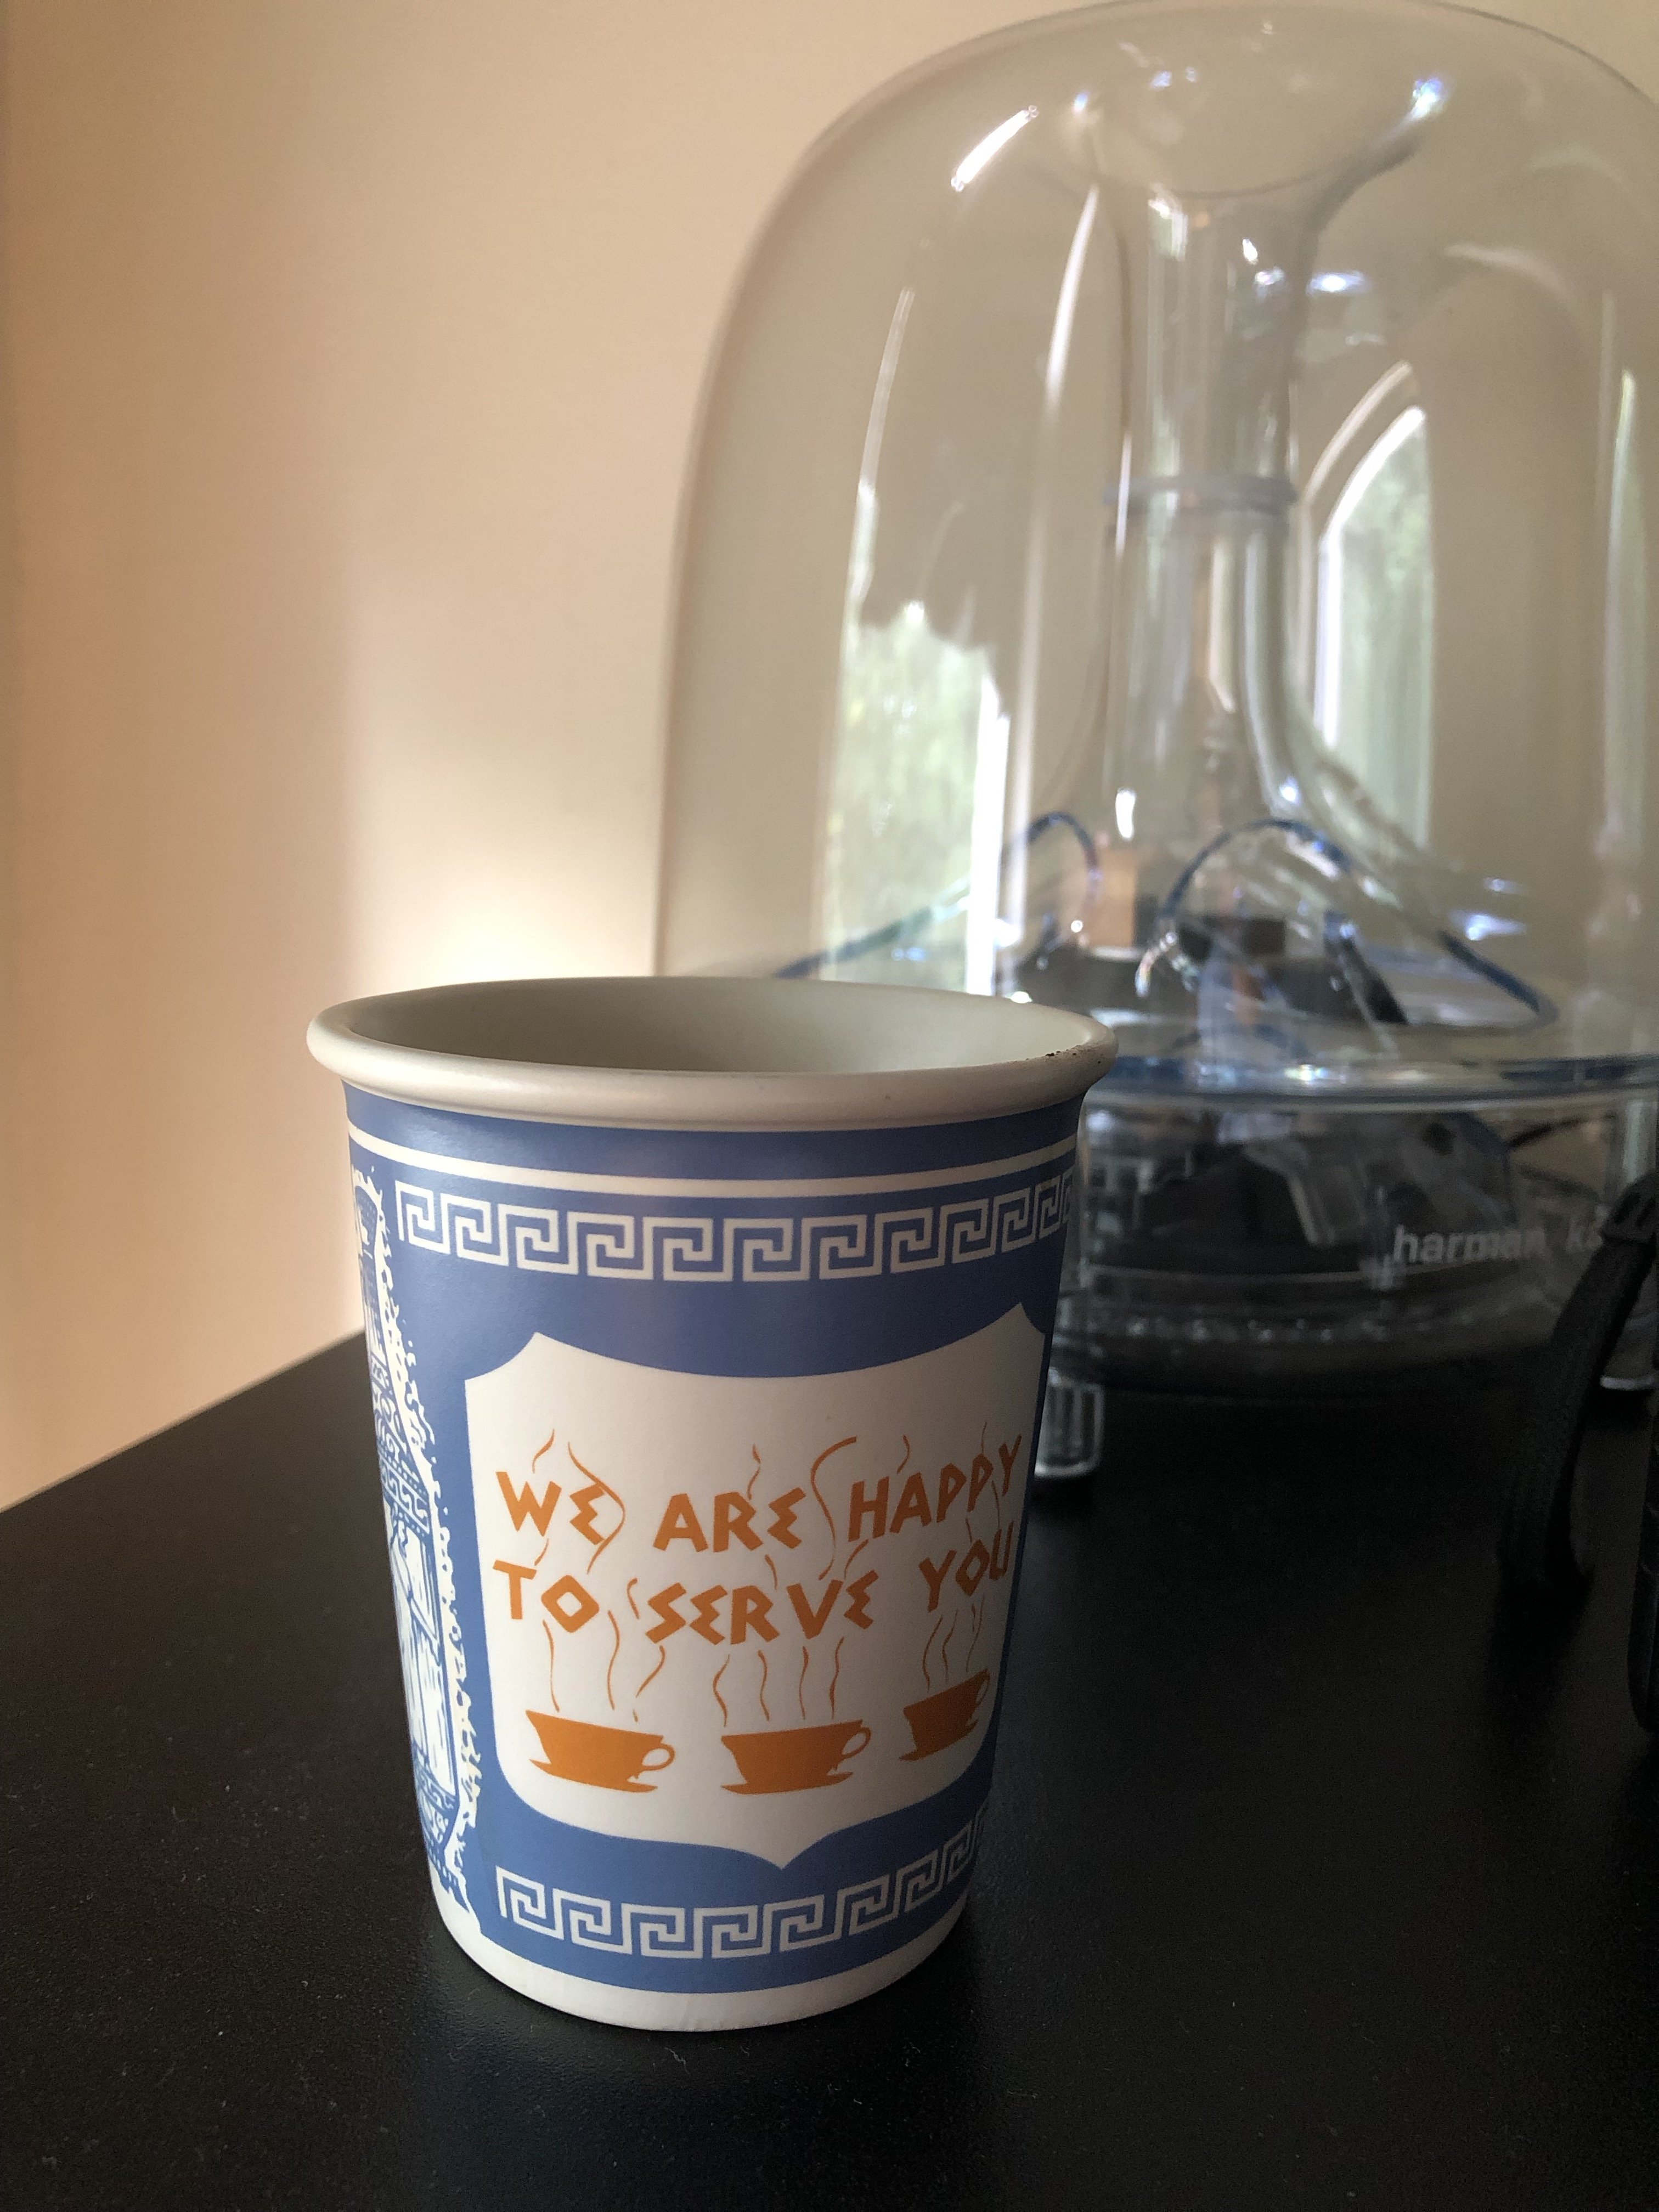 WE ARE HAPPY
TO SERVE YOU
harman